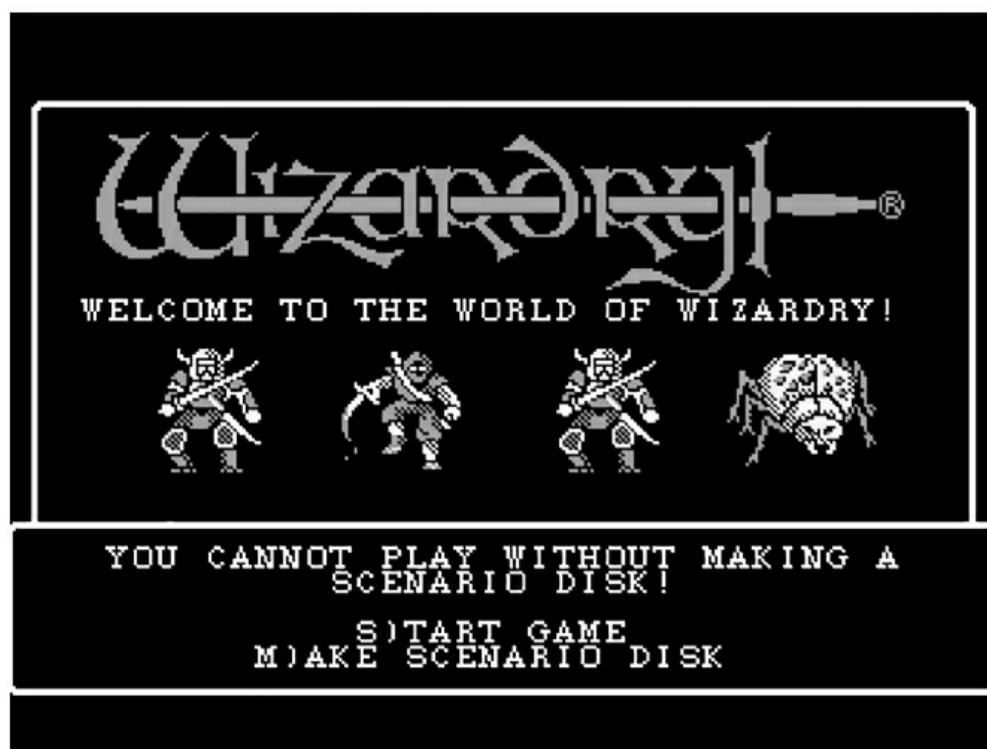 Wizardry®
WELCOME TO THE WORLD OF WIZARDRY!
YOU CANNOT PLAY WITHOUT MAKING A
SCENARIO DISK!
S)TART GAME
M)AKE SCENARIO DISK